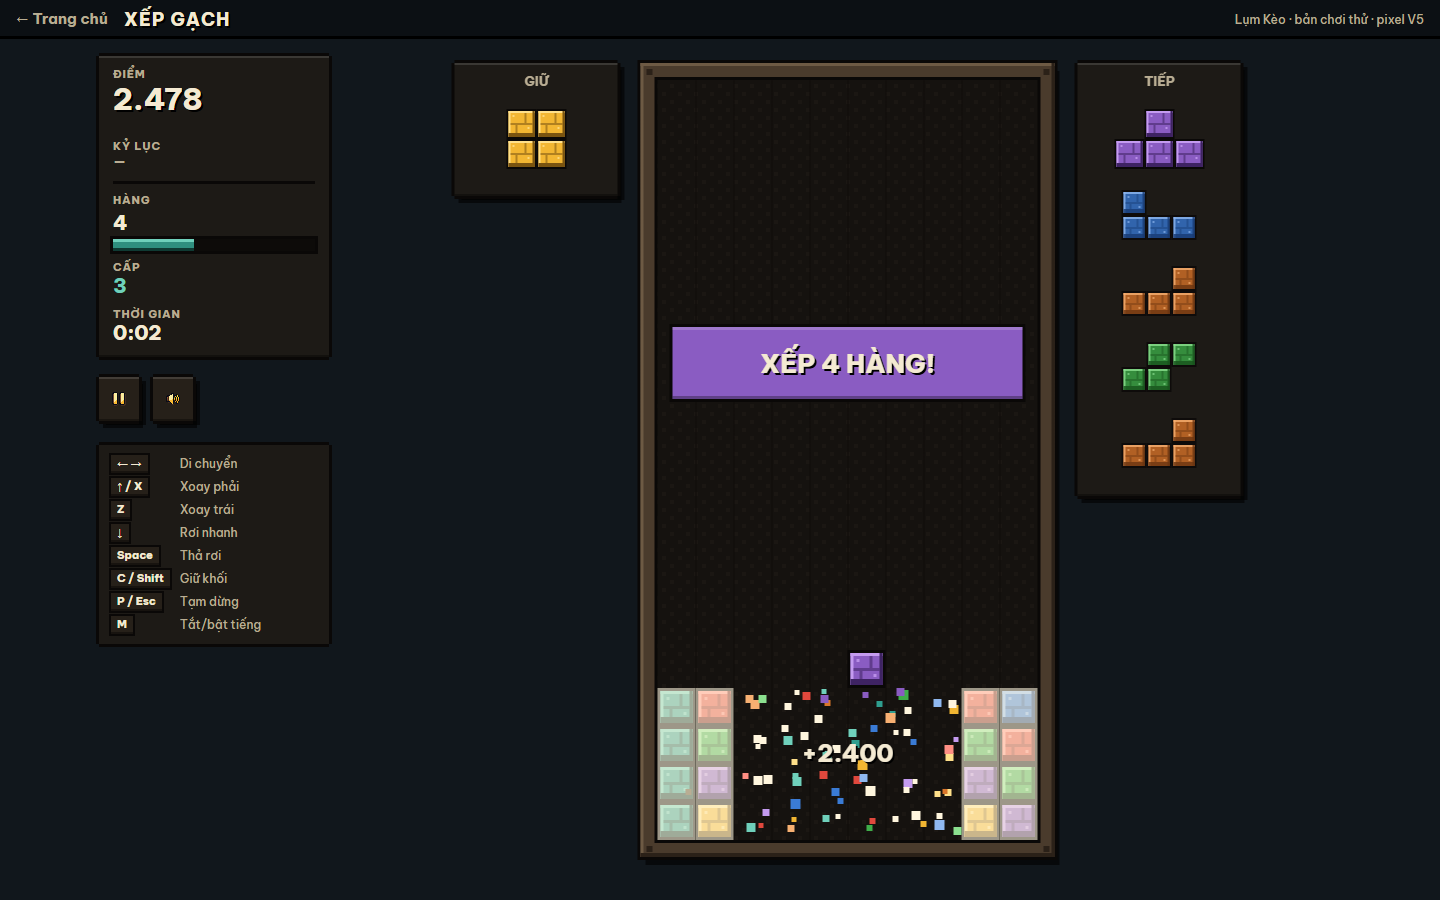 ← Trang chủ XẾP GẠCH
Lụm Kèo · bản chơi thử · pixel V5
ĐIỂM
2.478
KỶ LỤC
–
HÀNG
4
CẤP
3
THỜI GIAN
0:02
←→ Di chuyển
↑ / X Xoay phải
Z Xoay trái
↓ Rơi nhanh
Space Thả rơi
C / Shift Giữ khối
P / Esc Tạm dừng
M Tắt/bật tiếng
GIỮ
XẾP 4 HÀNG!
+2.400
TIẾP